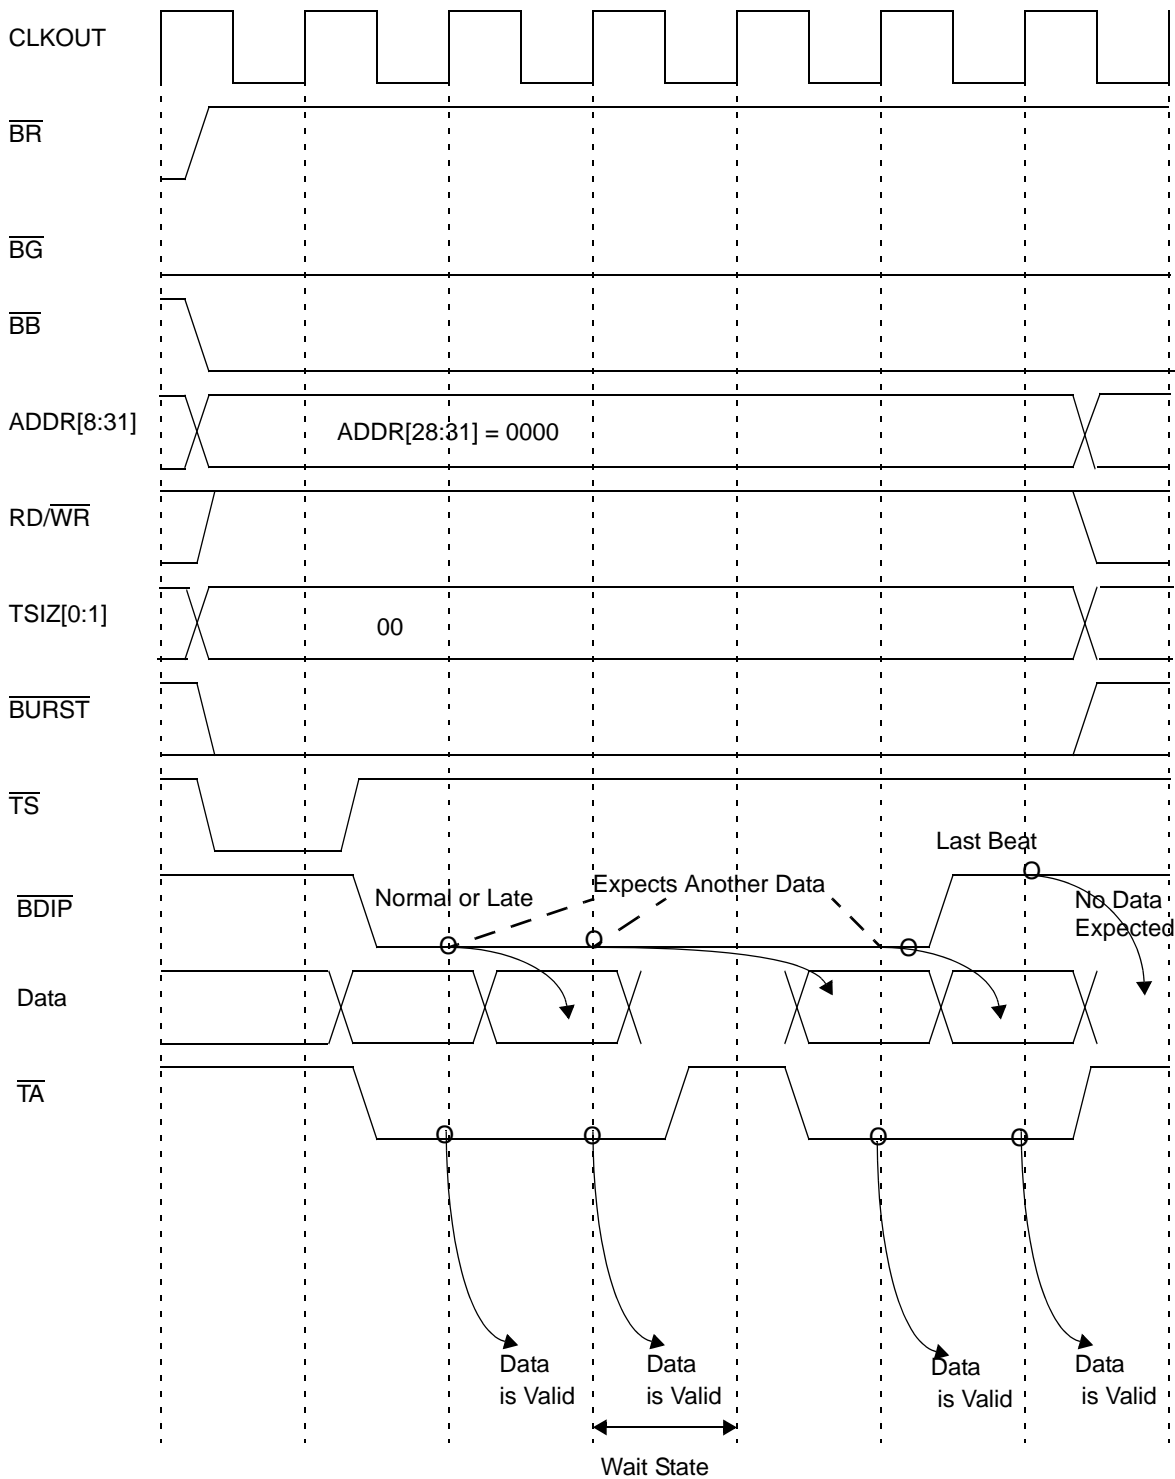 CLKOUT
BR
BG
BB
ADDR[8:31]
ADDR[28:31] = 0000
RD/WR
TSIZ[0:1]
00
BURST
TS
Last Beat
BDIP
Normal or Late
Expects Another Data
No Data
Expected
Data
TA
Data
is Valid
Data
is Valid
Data
is Valid
Data
is Valid
Wait State